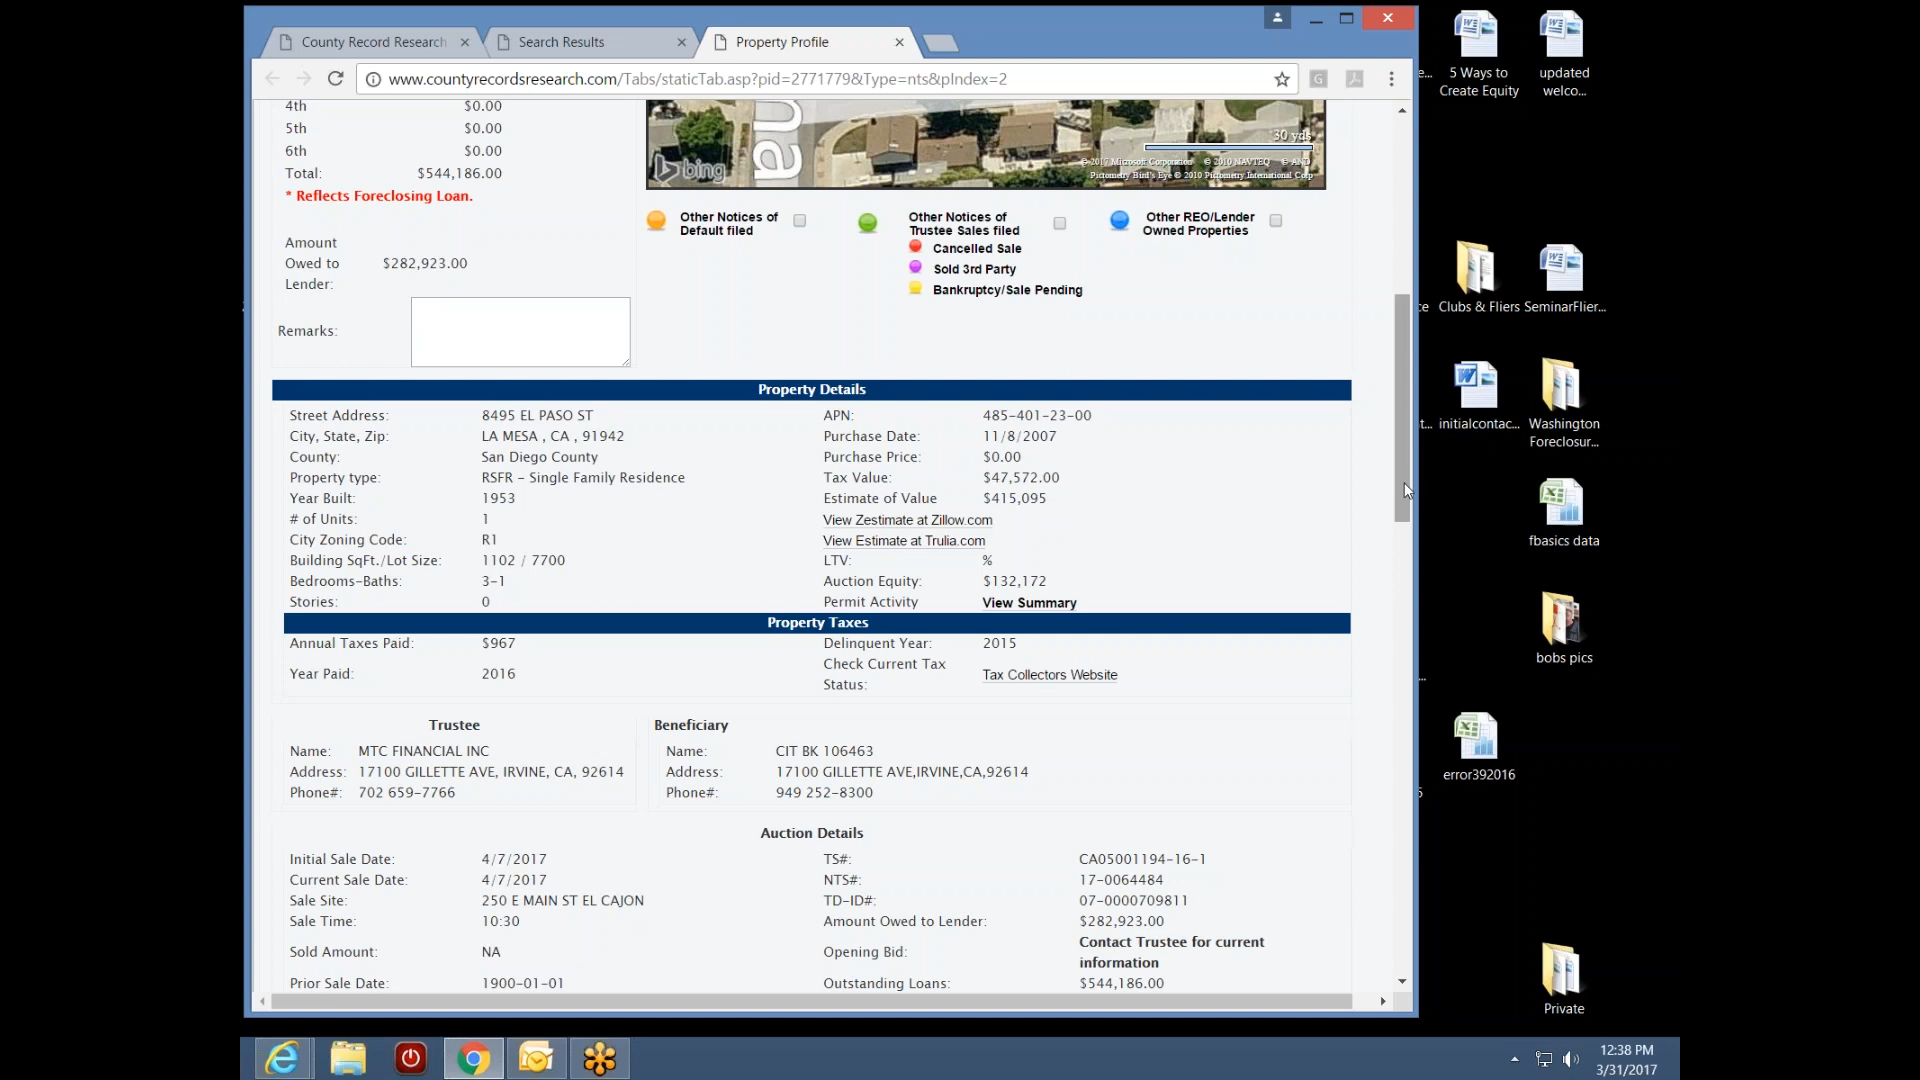 County Record Research
Search Results
Property Profile
www.countyrecordsresearch.com/Tabs/staticTab.asp?pid=2771779&Type=nts&pIndex=2
4th $0.00
5th $0.00
6th $0.00
Total: $544,186.00
* Reflects Foreclosing Loan.
Amount
Owed to $282,923.00
Lender:
Remarks:
na
30 yds
bing
© 2017 Microsoft Corporation © 2010 NAVTEQ © AND
Pictometry Bird's Eye © 2010 Pictometry International Corp
Other Notices of
Default filed
Other Notices of
Trustee Sales filed
Cancelled Sale
Sold 3rd Party
Bankruptcy/Sale Pending
Other REO/Lender
Owned Properties
Property Details
Street Address: 8495 EL PASO ST APN: 485-401-23-00
City, State, Zip: LA MESA , CA , 91942 Purchase Date: 11/8/2007
County: San Diego County Purchase Price: $0.00
Property type: RSFR - Single Family Residence Tax Value: $47,572.00
Year Built: 1953 Estimate of Value $415,095
# of Units: 1 View Zestimate at Zillow.com
City Zoning Code: R1 View Estimate at Trulia.com
Building SqFt./Lot Size: 1102 / 7700 LTV: %
Bedrooms-Baths: 3-1 Auction Equity: $132,172
Stories: 0 Permit Activity View Summary
Property Taxes
Annual Taxes Paid: $967 Delinquent Year: 2015
Year Paid: 2016 Check Current Tax
Status: Tax Collectors Website
Trustee
Name: MTC FINANCIAL INC
Address: 17100 GILLETTE AVE, IRVINE, CA, 92614
Phone#: 702 659-7766
Beneficiary
Name: CIT BK 106463
Address: 17100 GILLETTE AVE,IRVINE,CA,92614
Phone#: 949 252-8300
Auction Details
Initial Sale Date: 4/7/2017 TS#: CA05001194-16-1
Current Sale Date: 4/7/2017 NTS#: 17-0064484
Sale Site: 250 E MAIN ST EL CAJON TD-ID#: 07-0000709811
Sale Time: 10:30 Amount Owed to Lender: $282,923.00
Sold Amount: NA Opening Bid: Contact Trustee for current
information
Prior Sale Date: 1900-01-01 Outstanding Loans: $544,186.00
5 Ways to
Create Equity
updated
welco...
Clubs & Fliers
SeminarFlier...
initialcontac...
Washington
Foreclosur...
fbasics data
bobs pics
error392016
Private
12:38 PM
3/31/2017